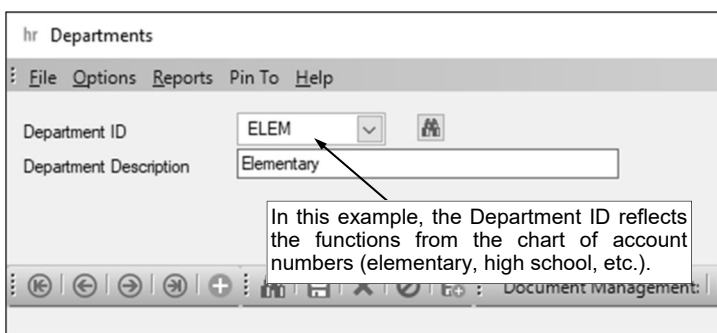 hr Departments
File Options Reports Pin To Help
Department ID ELEM
Department Description Elementary
In this example, the Department ID reflects
the functions from the chart of account
numbers (elementary, high school, etc.).
Document Management: